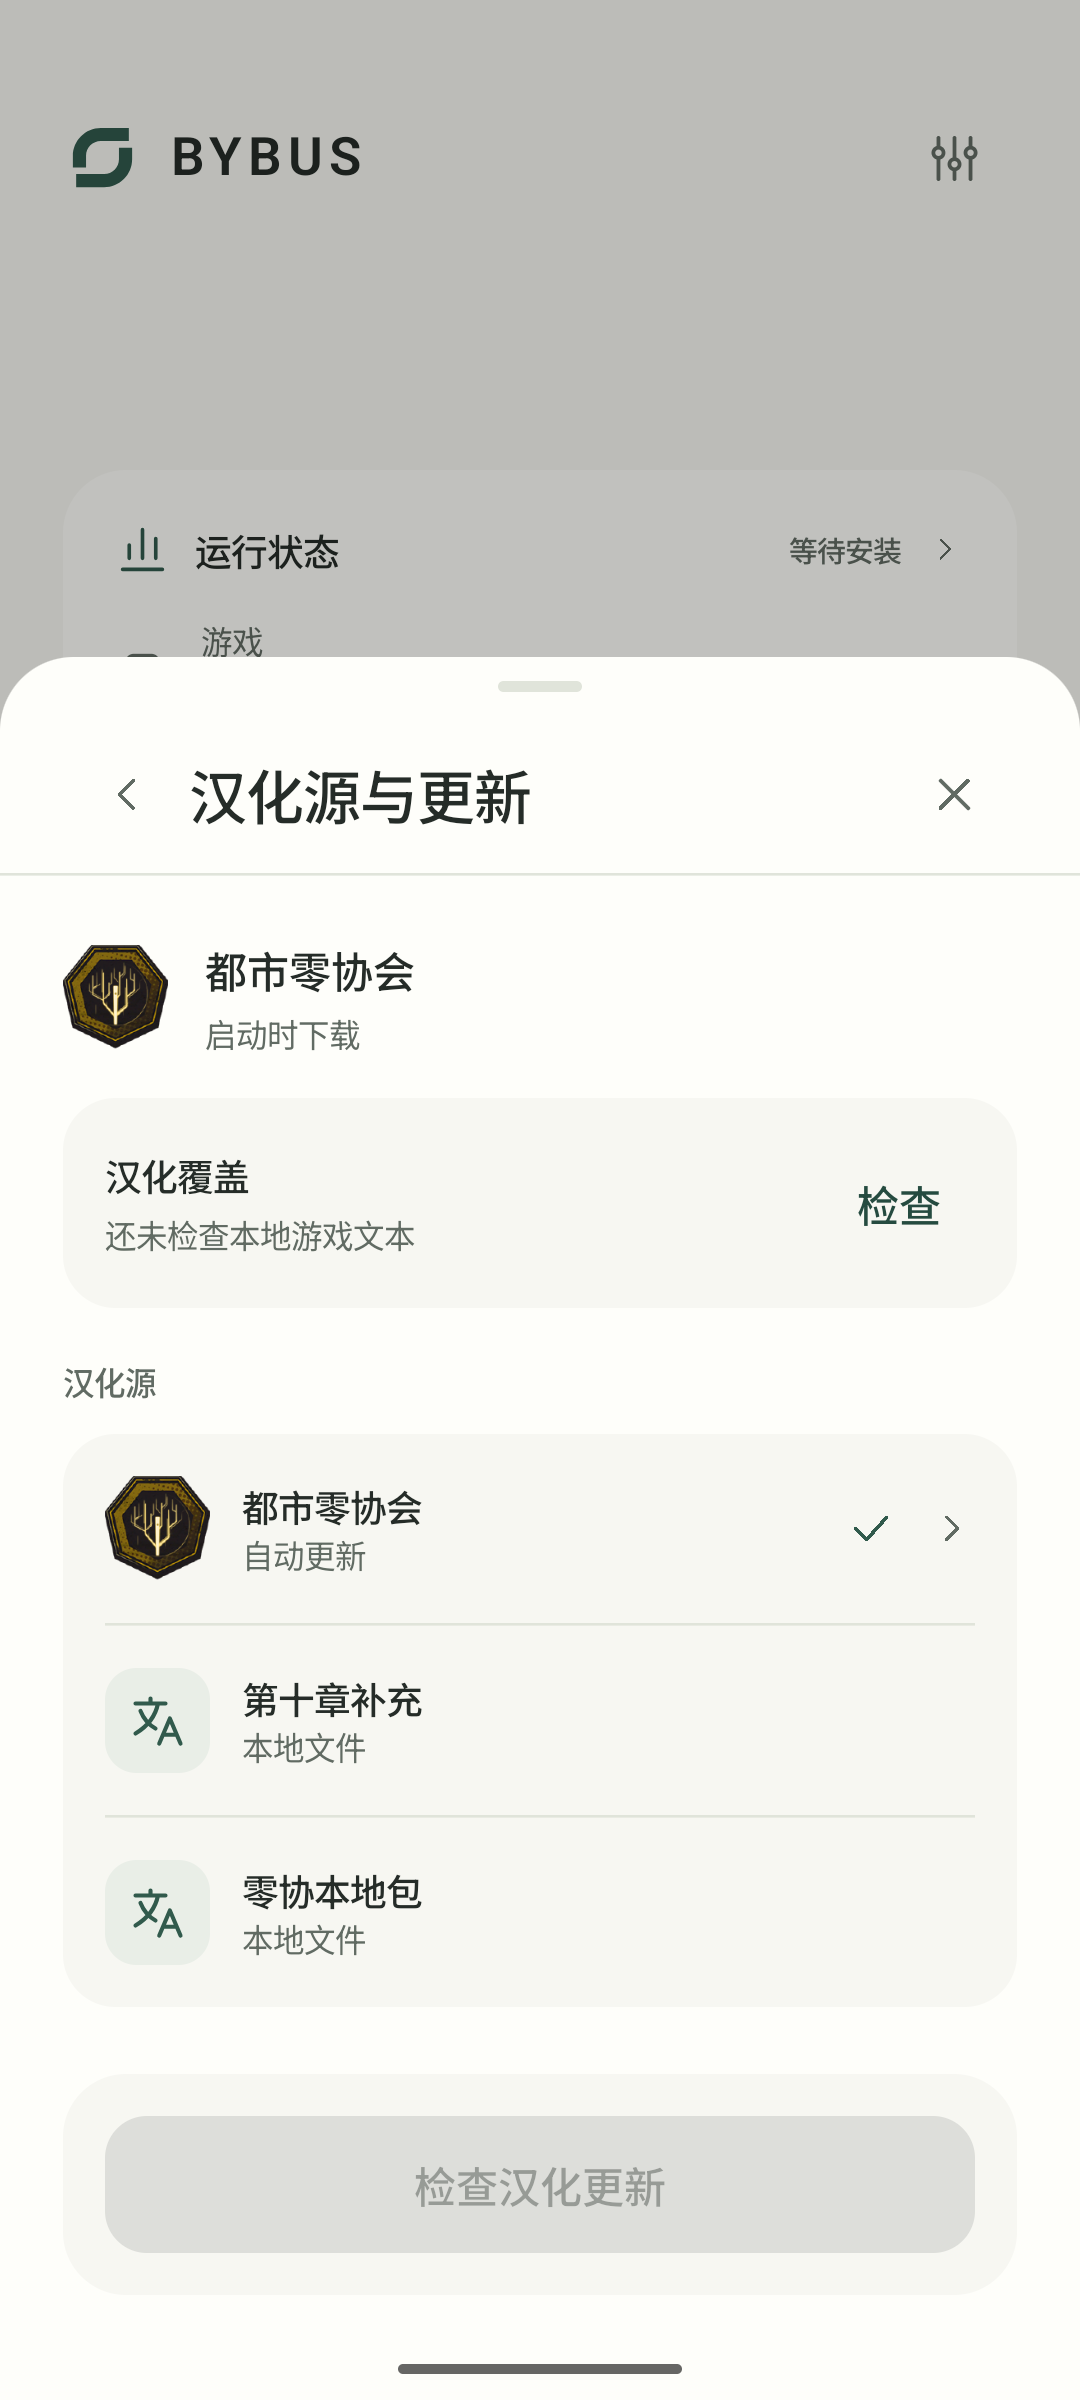 BYBUS
运行状态
等待安装
游戏
汉化源与更新
都市零协会
启动时下载
汉化覆盖
还未检查本地游戏文本
检查
汉化源
都市零协会
自动更新
第十章补充
本地文件
零协本地包
本地文件
检查汉化更新